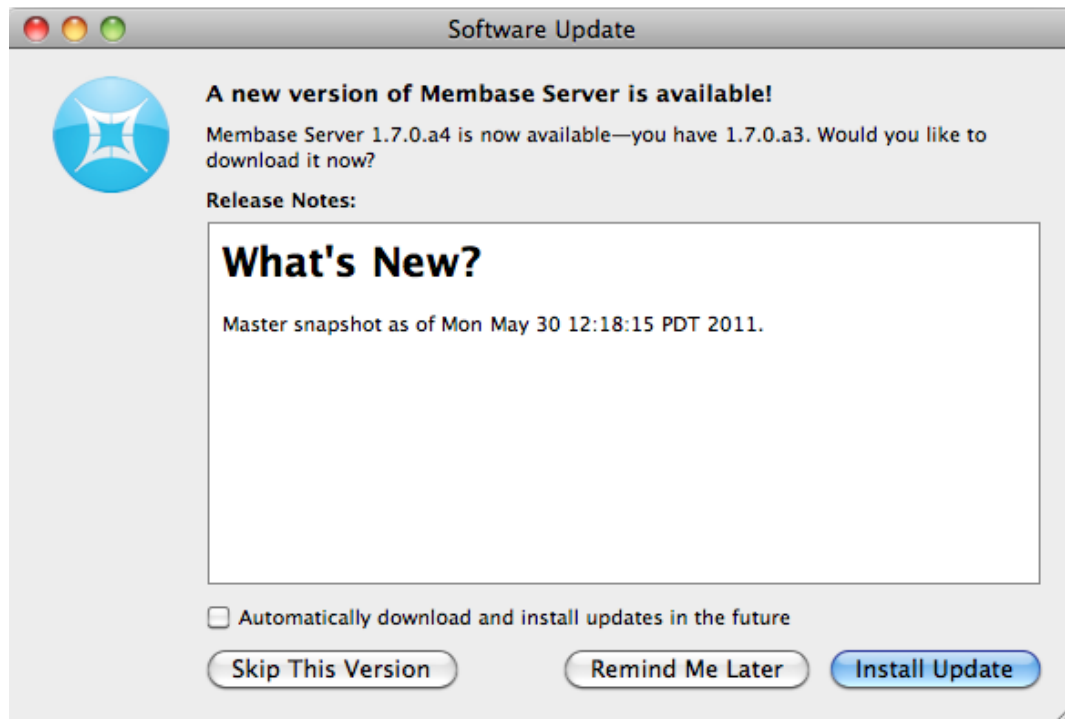 Software Update
A new version of Membase Server is available!
Membase Server 1.7.0.a4 is now available—you have 1.7.0.a3. Would you like to
download it now?
Release Notes:
What's New?
Master snapshot as of Mon May 30 12:18:15 PDT 2011.
Automatically download and install updates in the future
Skip This Version
Remind Me Later
Install Update